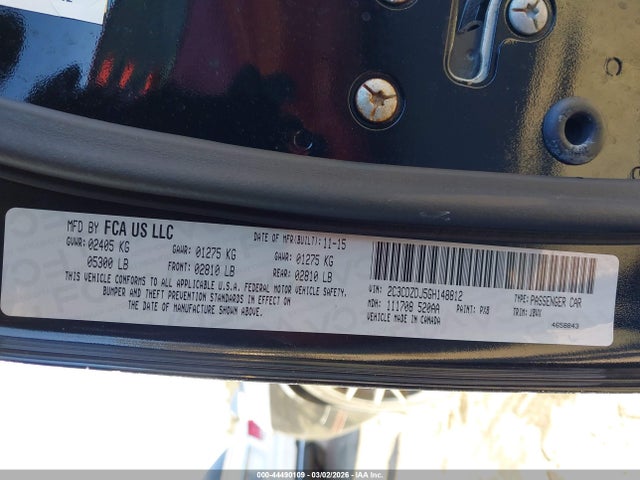 MFD BY FCA US LLC
DATE OF MFR(BUILT): 11-15
GVWR: 02405 KG GAWR: 01275 KG GAWR: 01275 KG
05300 LB FRONT: 02810 LB REAR: 02810 LB
THIS VEHICLE CONFORMS TO ALL APPLICABLE U.S.A. FEDERAL MOTOR VEHICLE SAFETY,
BUMPER AND THEFT PREVENTION STANDARDS IN EFFECT ON
THE DATE OF MANUFACTURE SHOWN ABOVE.
VIN: 2C3CDZDJ5GH148812 TYPE: PASSENGER CAR
MDH: 111708 520AA PAINT: PX8 TRIM: JBVX
VEHICLE MADE IN CANADA
4658843
000-44490109 - 03/02/2026 - IAA Holdings, LLC